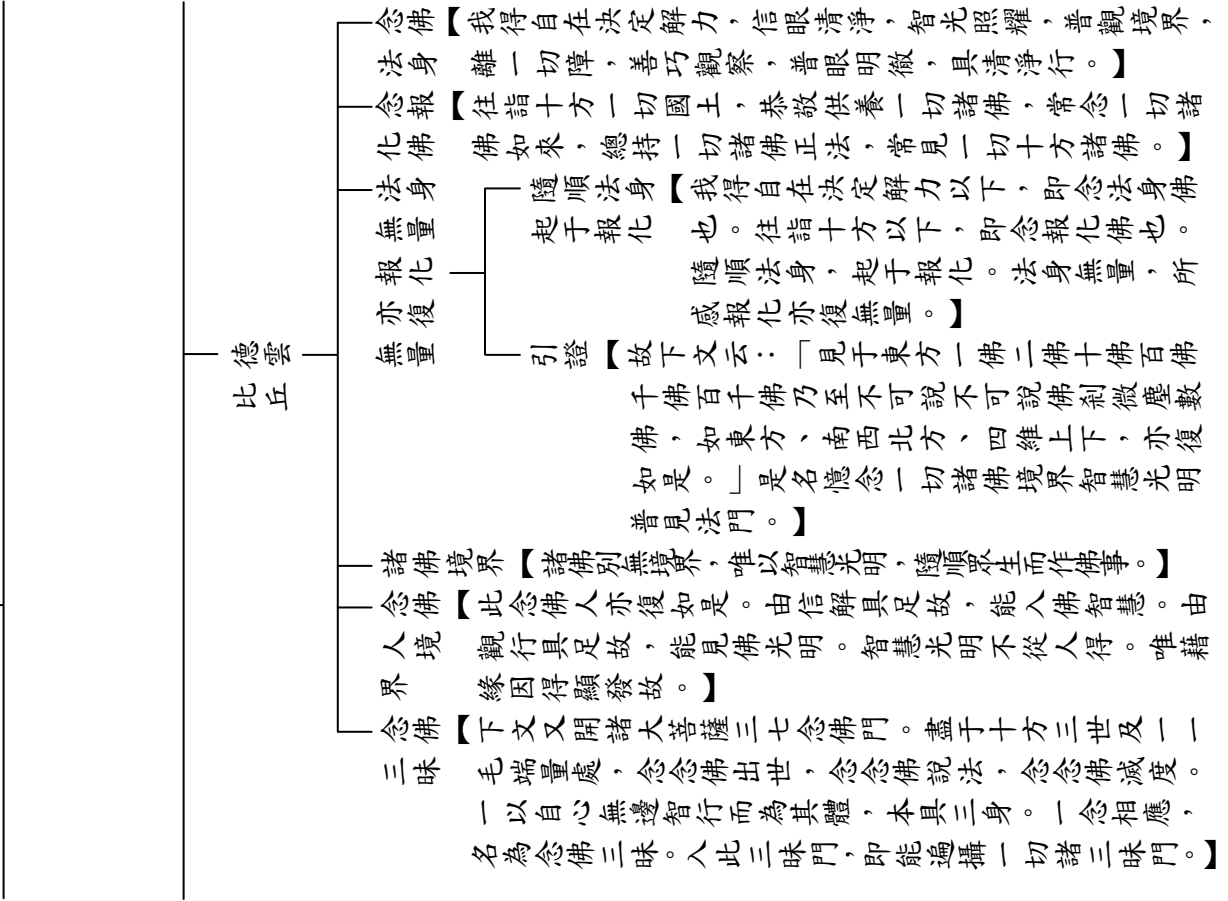 德雲
比丘
念佛
法身
【我得自在決定解力，信眼清淨，智光照耀，普觀境界，
離一切障，善巧觀察，普眼明徹，具清淨行。】
念報
化佛
【往詣十方一切國土，恭敬供養一切諸佛，常念一切諸
佛如來，總持一切諸佛正法，常見一切十方諸佛。】
法身
無量
報化
亦復
無量
隨順法身
起于報化
【我得自在決定解力以下，即念法身佛
也。往詣十方以下，即念報化佛也。
隨順法身，起于報化。法身無量，所
感報化亦復無量。】
引證【故下文云：「見于東方一佛二佛十佛百佛
千佛百千佛乃至不可說不可說佛剎微塵數
佛，如東方、南西北方、四維上下，亦復
如是。」是名憶念一切諸佛境界智慧光明
普見法門。】
諸佛境界【諸佛別無境界，唯以智慧光明，隨順眾生而作佛事。】
念佛
人境
界
【此念佛人亦復如是。由信解具足故，能入佛智慧。由
觀行具足故，能見佛光明。智慧光明不從人得。唯藉
緣因得顯發故。】
念佛
三昧
【下文又開諸大菩薩三七念佛門。盡于十方三世及一一
毛端量處，念念佛出世，念念佛說法，念念佛滅度。
一以自心無邊智行而為其體，本具三身。一念相應，
名為念佛三昧。入此三昧門，即能遍攝一切諸三昧門。】